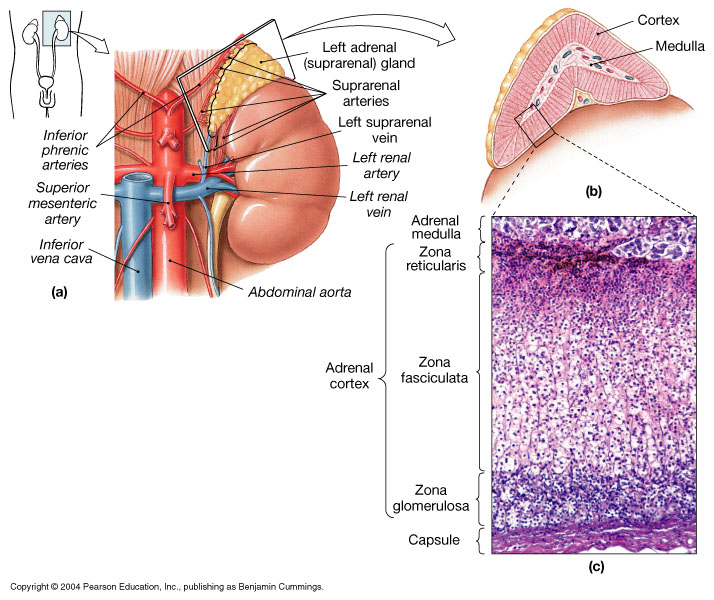 Left adrenal
(suprarenal) gland
Suprarenal
arteries
Left suprarenal
vein
Left renal
artery
Left renal
vein
Inferior
phrenic
arteries
Superior
mesenteric
artery
Inferior
vena cava
(a)
Abdominal aorta
Cortex
Medulla
(b)
Adrenal
medulla
Zona
reticularis
Adrenal
cortex
Zona
fasciculata
Zona
glomerulosa
Capsule
(c)
Copyright © 2004 Pearson Education, Inc., publishing as Benjamin Cummings.